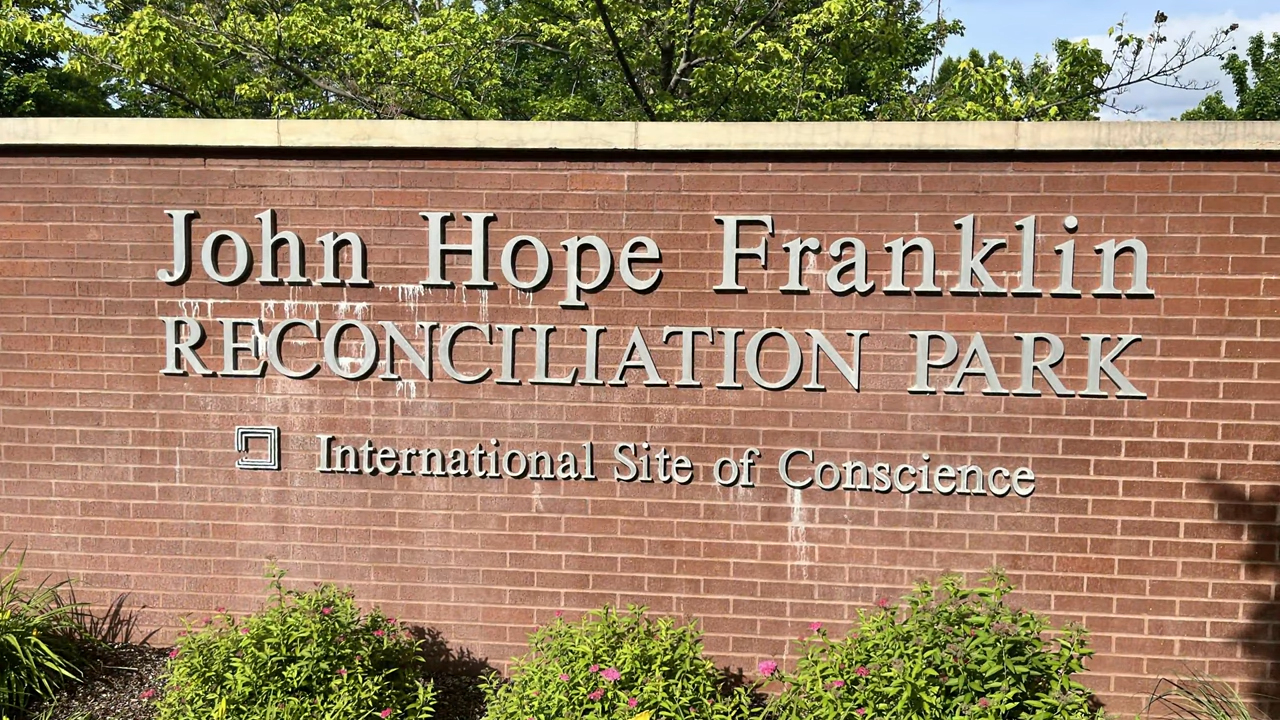 John Hope Franklin
RECONCILIATION PARK
International Site of Conscience